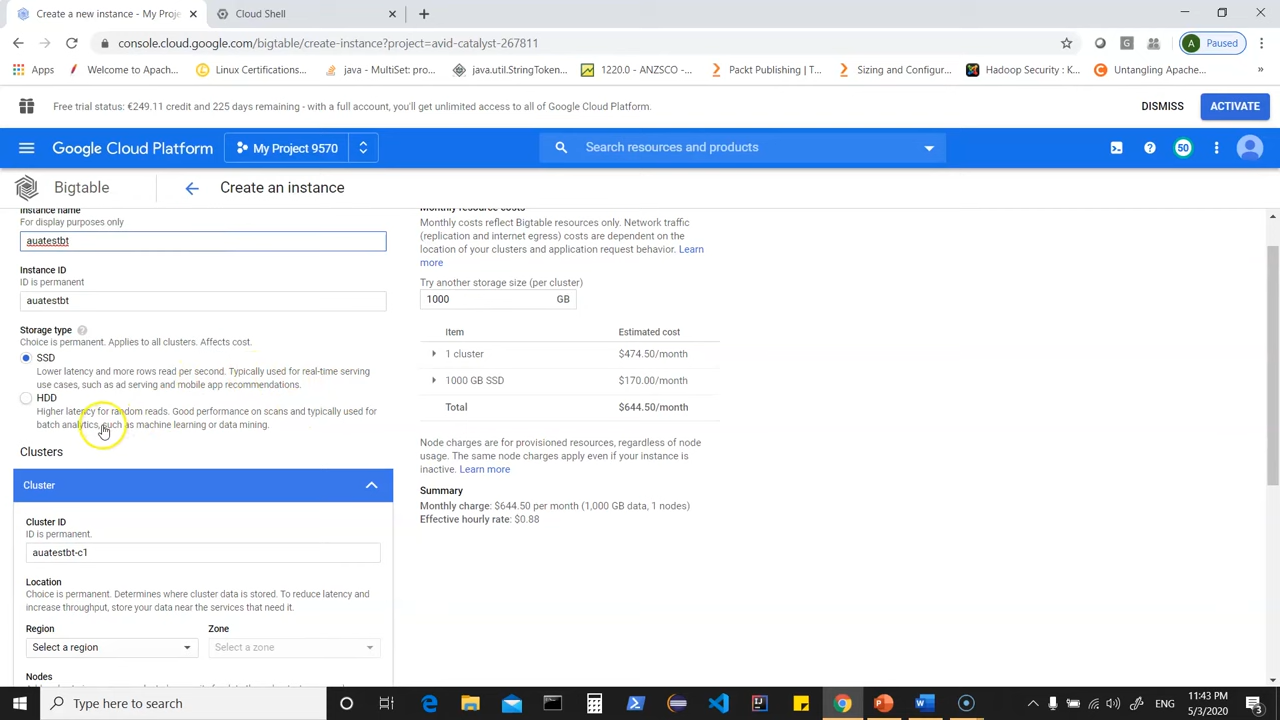 Create a new instance - My Proj
Cloud Shell
console.cloud.google.com/bigtable/create-instance?project=avid-catalyst-267811
A
Paused
Apps
Welcome to Apach...
Linux Certifications...
java - MultiSet: pro...
java.util.StringToken...
1220.0 - ANZSCO -...
Packt Publishing | T...
Sizing and Configur...
Hadoop Security : K...
Untangling Apache...
»
Free trial status: €249.11 credit and 225 days remaining - with a full account, you'll get unlimited access to all of Google Cloud Platform.
DISMISS
ACTIVATE
Google Cloud Platform
My Project 9570
Search resources and products
50
Bigtable
Create an instance
Instance name
For display purposes only
auatestbt
Instance ID
ID is permanent
auatestbt
Storage type
Choice is permanent. Applies to all clusters. Affects cost.
SSD
Lower latency and more rows read per second. Typically used for real-time serving
use cases, such as ad serving and mobile app recommendations.
HDD
Higher latency for random reads. Good performance on scans and typically used for
batch analytics, such as machine learning or data mining.
Clusters
Cluster
Cluster ID
ID is permanent.
auatestbt-c1
Location
Choice is permanent. Determines where cluster data is stored. To reduce latency and
increase throughput, store your data near the services that need it.
Region
Zone
Select a region
Select a zone
Nodes
Monthly resource costs
Monthly costs reflect Bigtable resources only. Network traffic
(replication and internet egress) costs are dependent on the
location of your clusters and application request behavior. Learn
more
Try another storage size (per cluster)
1000 GB
Item Estimated cost
1 cluster $474.50/month
1000 GB SSD $170.00/month
Total $644.50/month
Node charges are for provisioned resources, regardless of node
usage. The same node charges apply even if your instance is
inactive. Learn more
Summary
Monthly charge: $644.50 per month (1,000 GB data, 1 nodes)
Effective hourly rate: $0.88
Type here to search
ENG
11:43 PM
5/3/2020
3